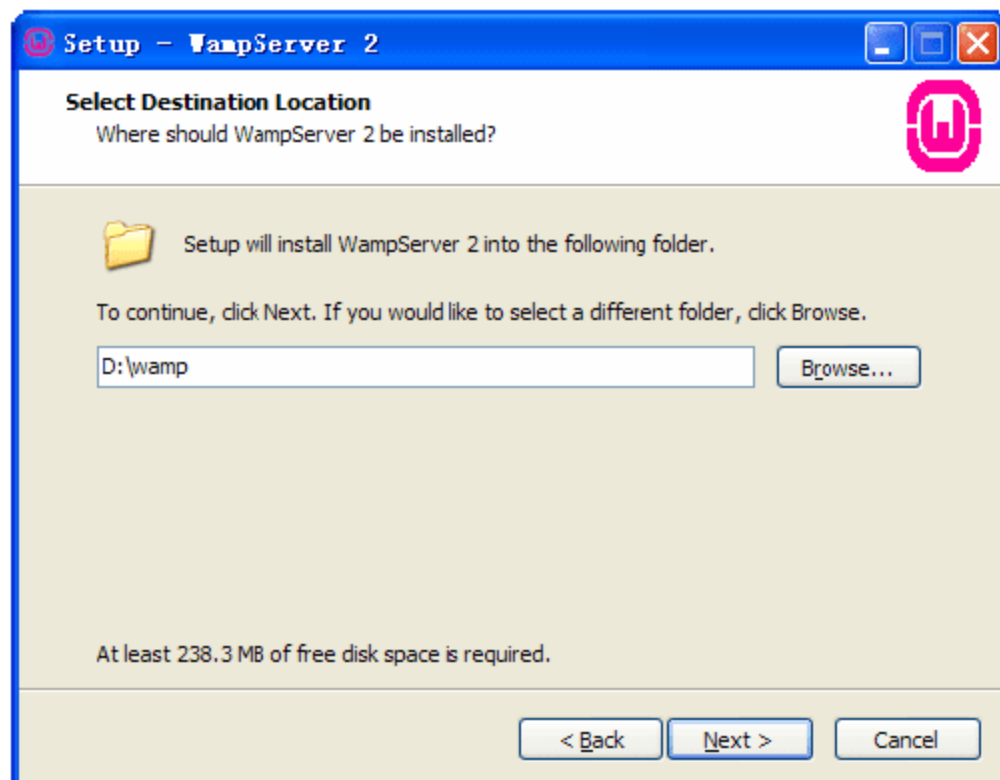 Setup - WampServer 2
Select Destination Location
Where should WampServer 2 be installed?
Setup will install WampServer 2 into the following folder.
To continue, click Next. If you would like to select a different folder, click Browse.
D:\wamp
Browse...
At least 238.3 MB of free disk space is required.
< Back
Next >
Cancel